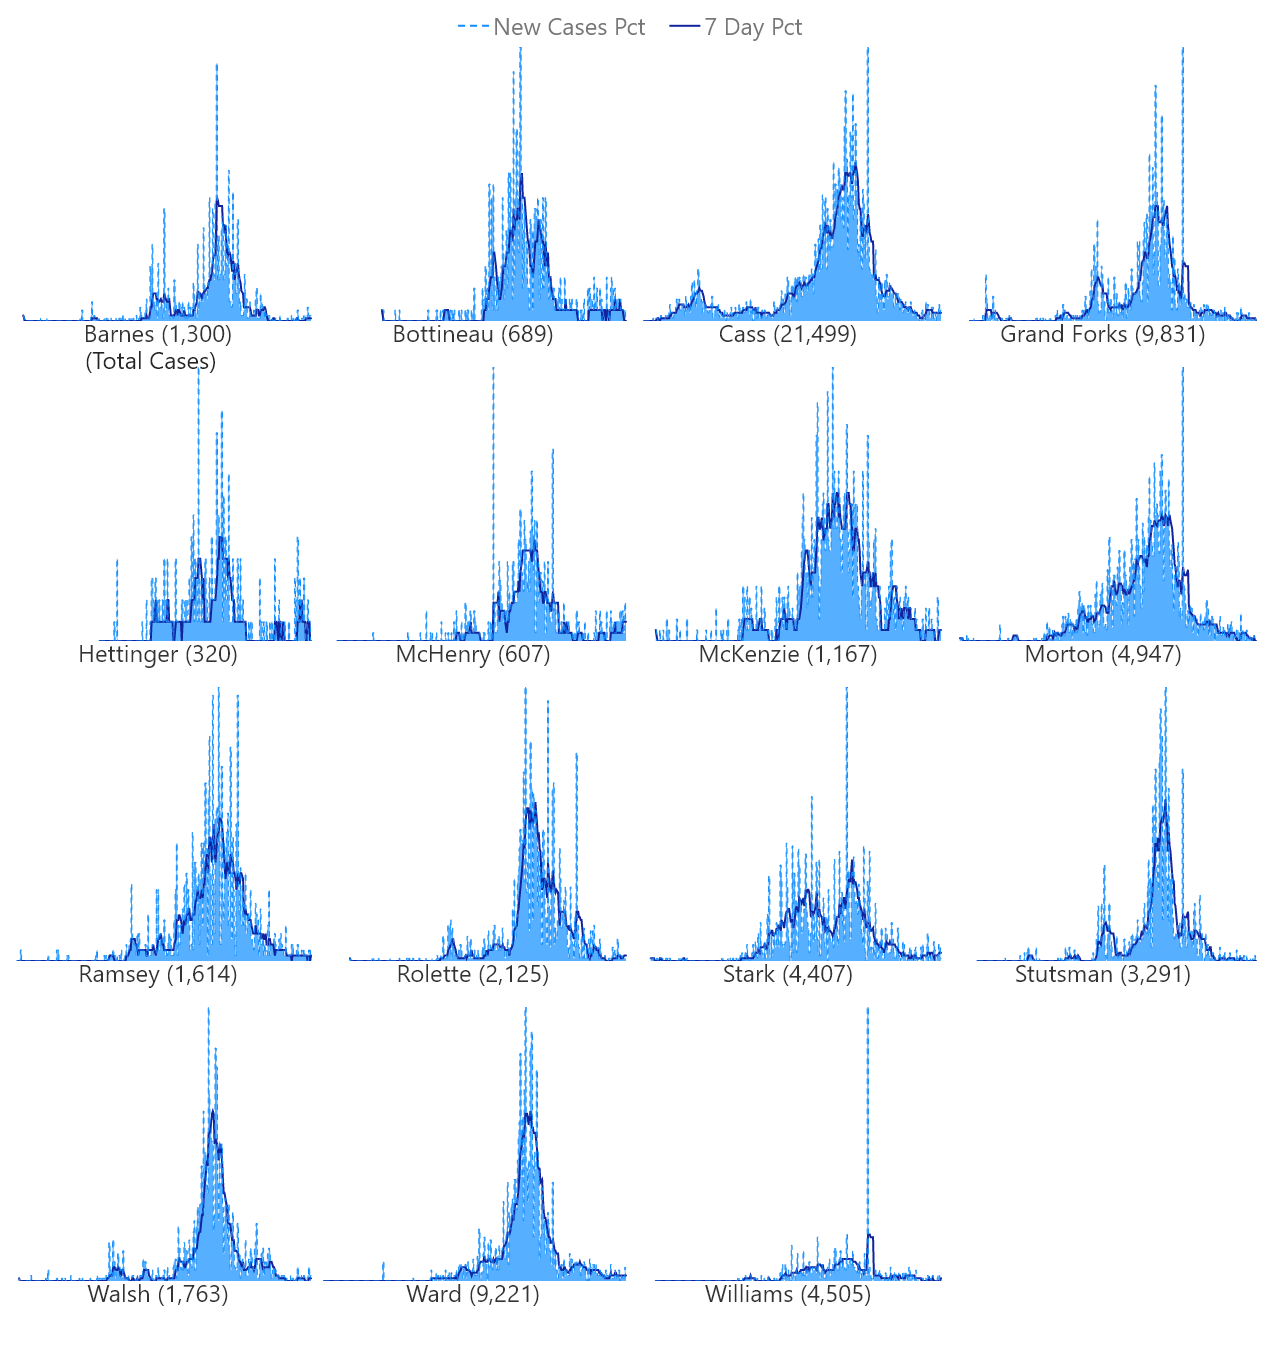 New Cases Pct 7 Day Pct
Barnes (1,300) Bottineau (689) Cass (21,499) Grand Forks (9,831)
(Total Cases)
Hettinger (320) McHenry (607) McKenzie (1,167) Morton (4,947)
Ramsey (1,614) Rolette (2,125) Stark (4,407) Stutsman (3,291)
Walsh (1,763) Ward (9,221) Williams (4,505)